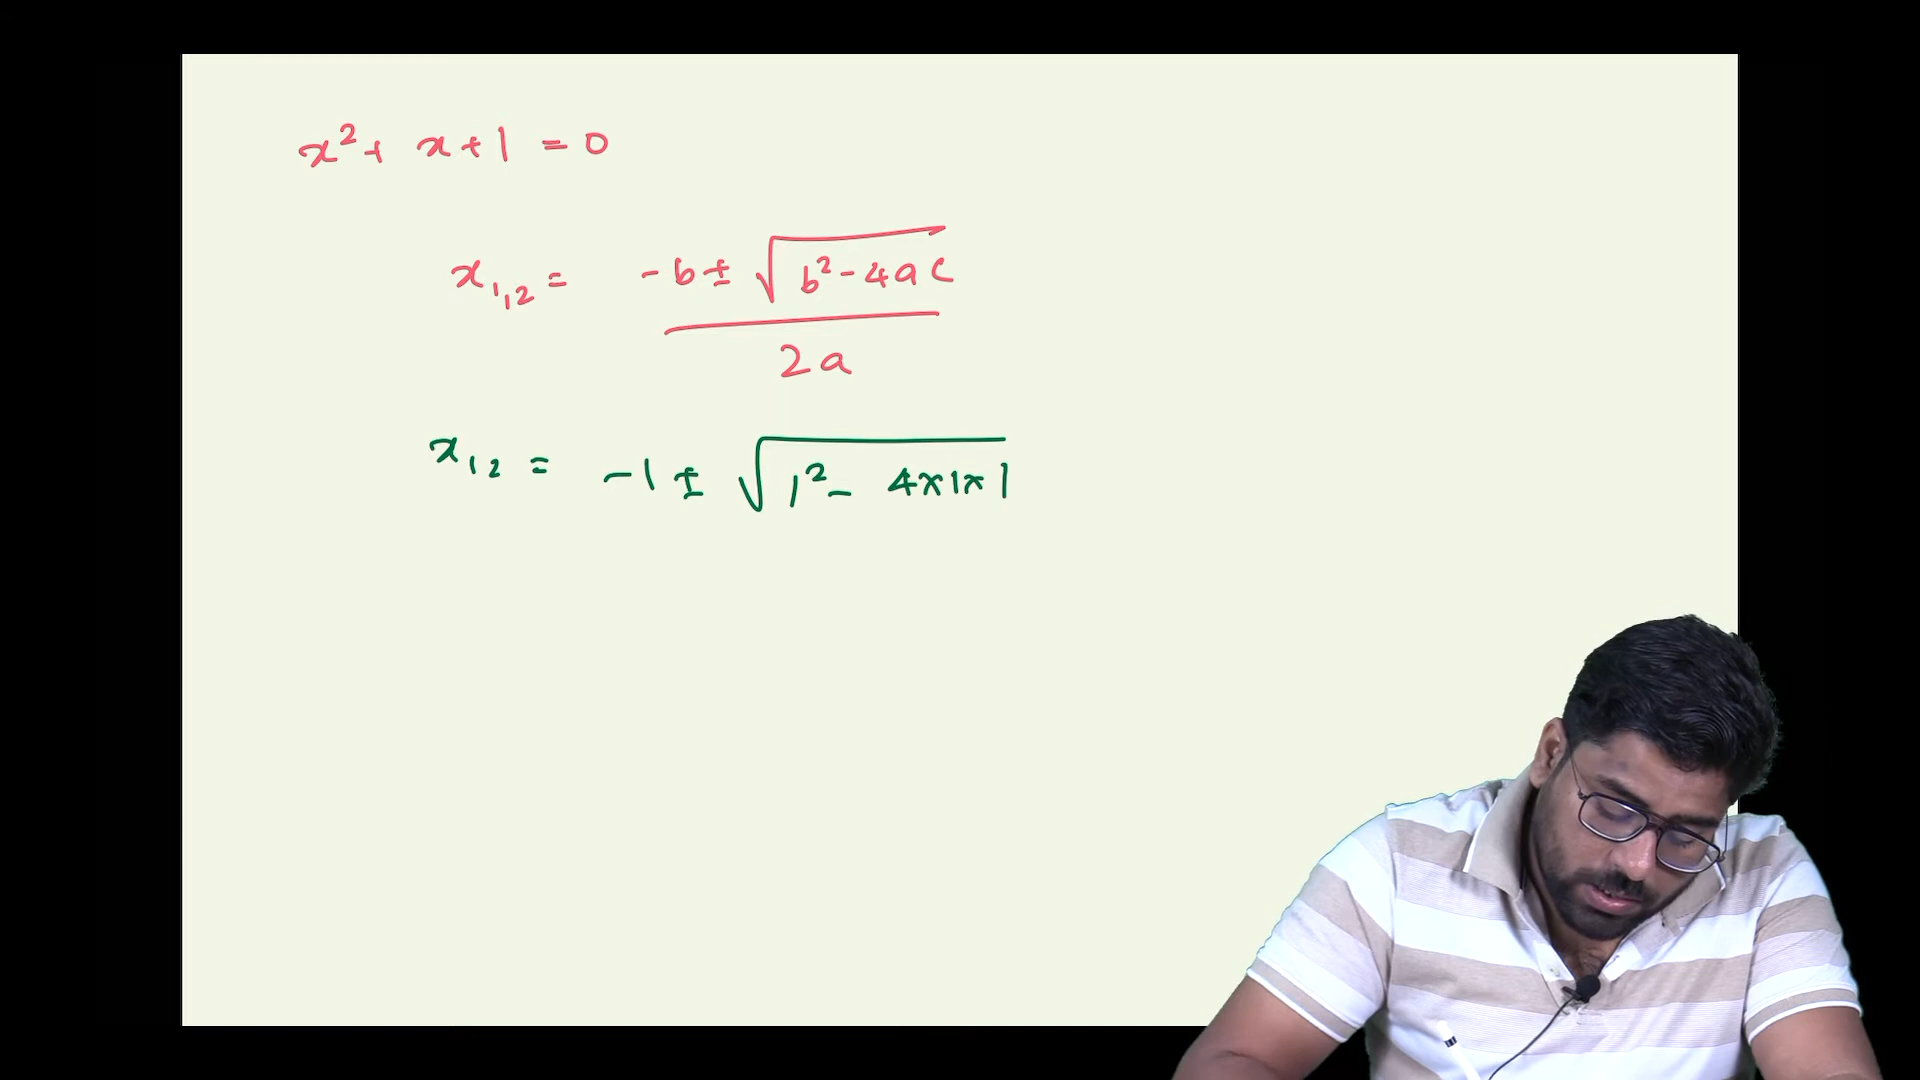 x² + x + 1 = 0
x₁,₂ = -b ± √(b² - 4ac)
2a
x₁₂ = -1 ± √(1² - 4×1×1)